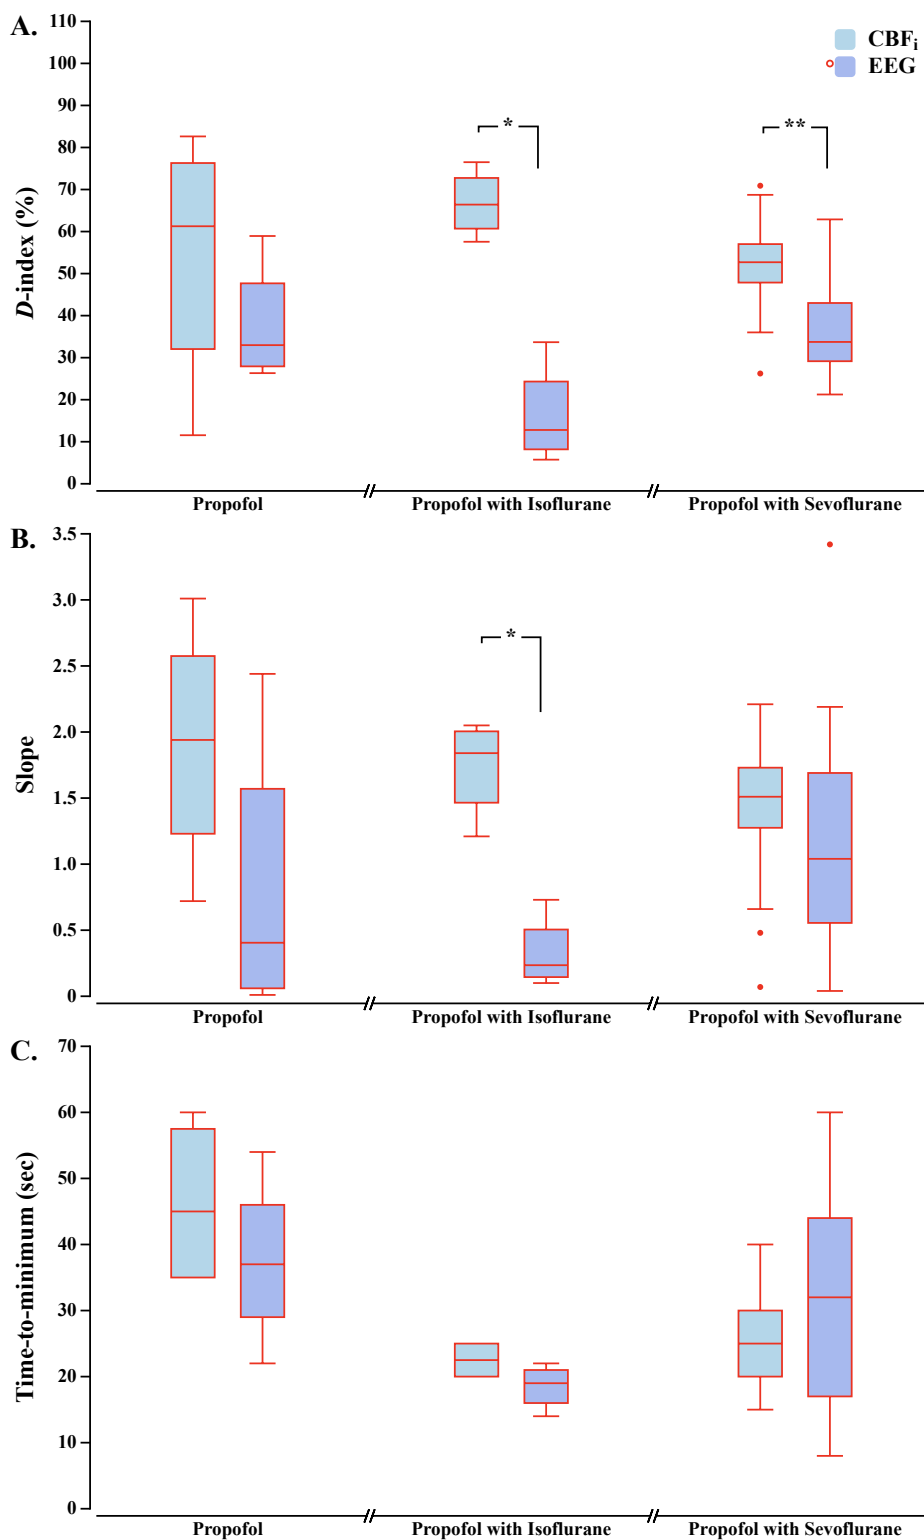 A.
110
100
90
80
70
60
50
40
30
20
10
0
D-index (%)
CBFi
EEG
*
**
Propofol
Propofol with Isoflurane
Propofol with Sevoflurane
B.
3.5
3.0
2.5
2.0
1.5
1.0
0.5
0
Slope
*
Propofol
Propofol with Isoflurane
Propofol with Sevoflurane
C.
70
60
50
40
30
20
10
0
Time-to-minimum (sec)
Propofol
Propofol with Isoflurane
Propofol with Sevoflurane